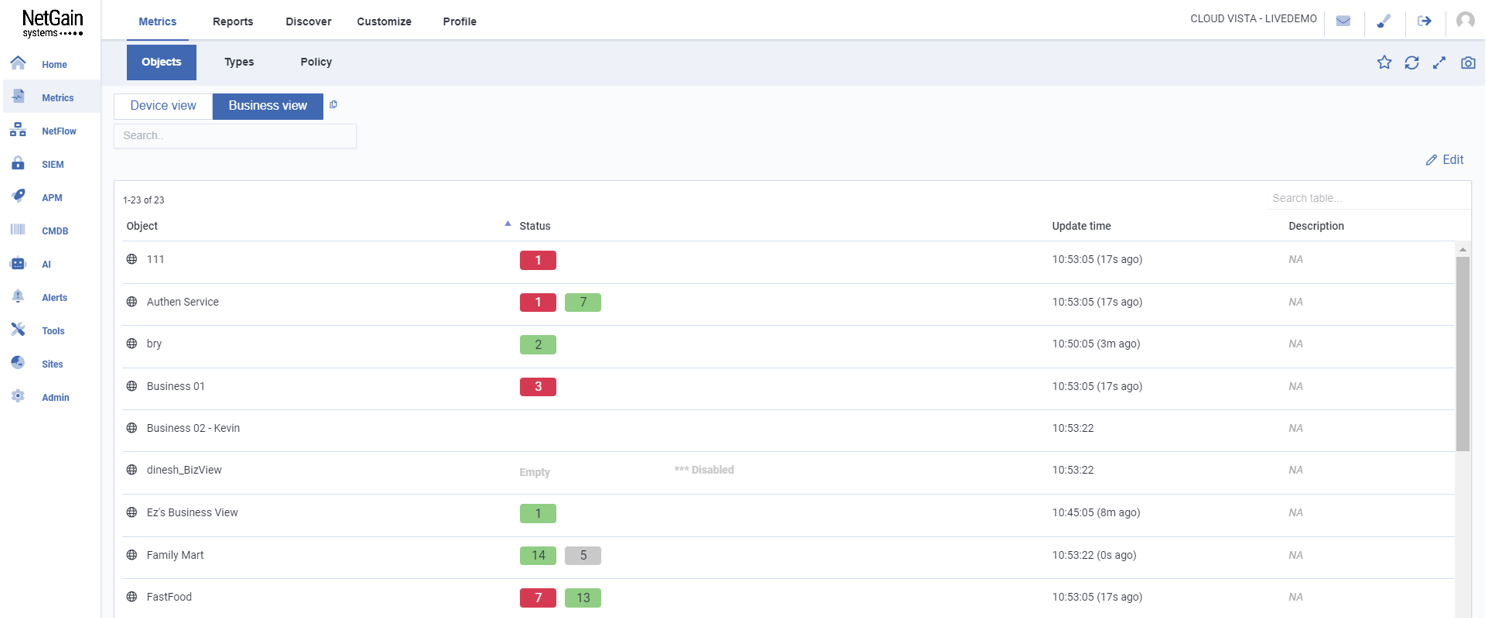 NetGain
systems
Metrics Reports Discover Customize Profile
CLOUD VISTA - LIVEDEMO
Home
Metrics
NetFlow
SIEM
APM
CMDB
AI
Alerts
Tools
Sites
Admin
Objects Types Policy
Device view Business view
Search..
Edit
1-23 of 23
Search table...
Object Status Update time Description
111 1 10:53:05 (17s ago) NA
Authen Service 1 7 10:53:05 (17s ago) NA
bry 2 10:50:05 (3m ago) NA
Business 01 3 10:53:05 (17s ago) NA
Business 02 - Kevin 10:53:22 NA
dinesh_BizView Empty *** Disabled 10:53:22 NA
Ez's Business View 1 10:45:05 (8m ago) NA
Family Mart 14 5 10:53:22 (0s ago) NA
FastFood 7 13 10:53:05 (17s ago) NA